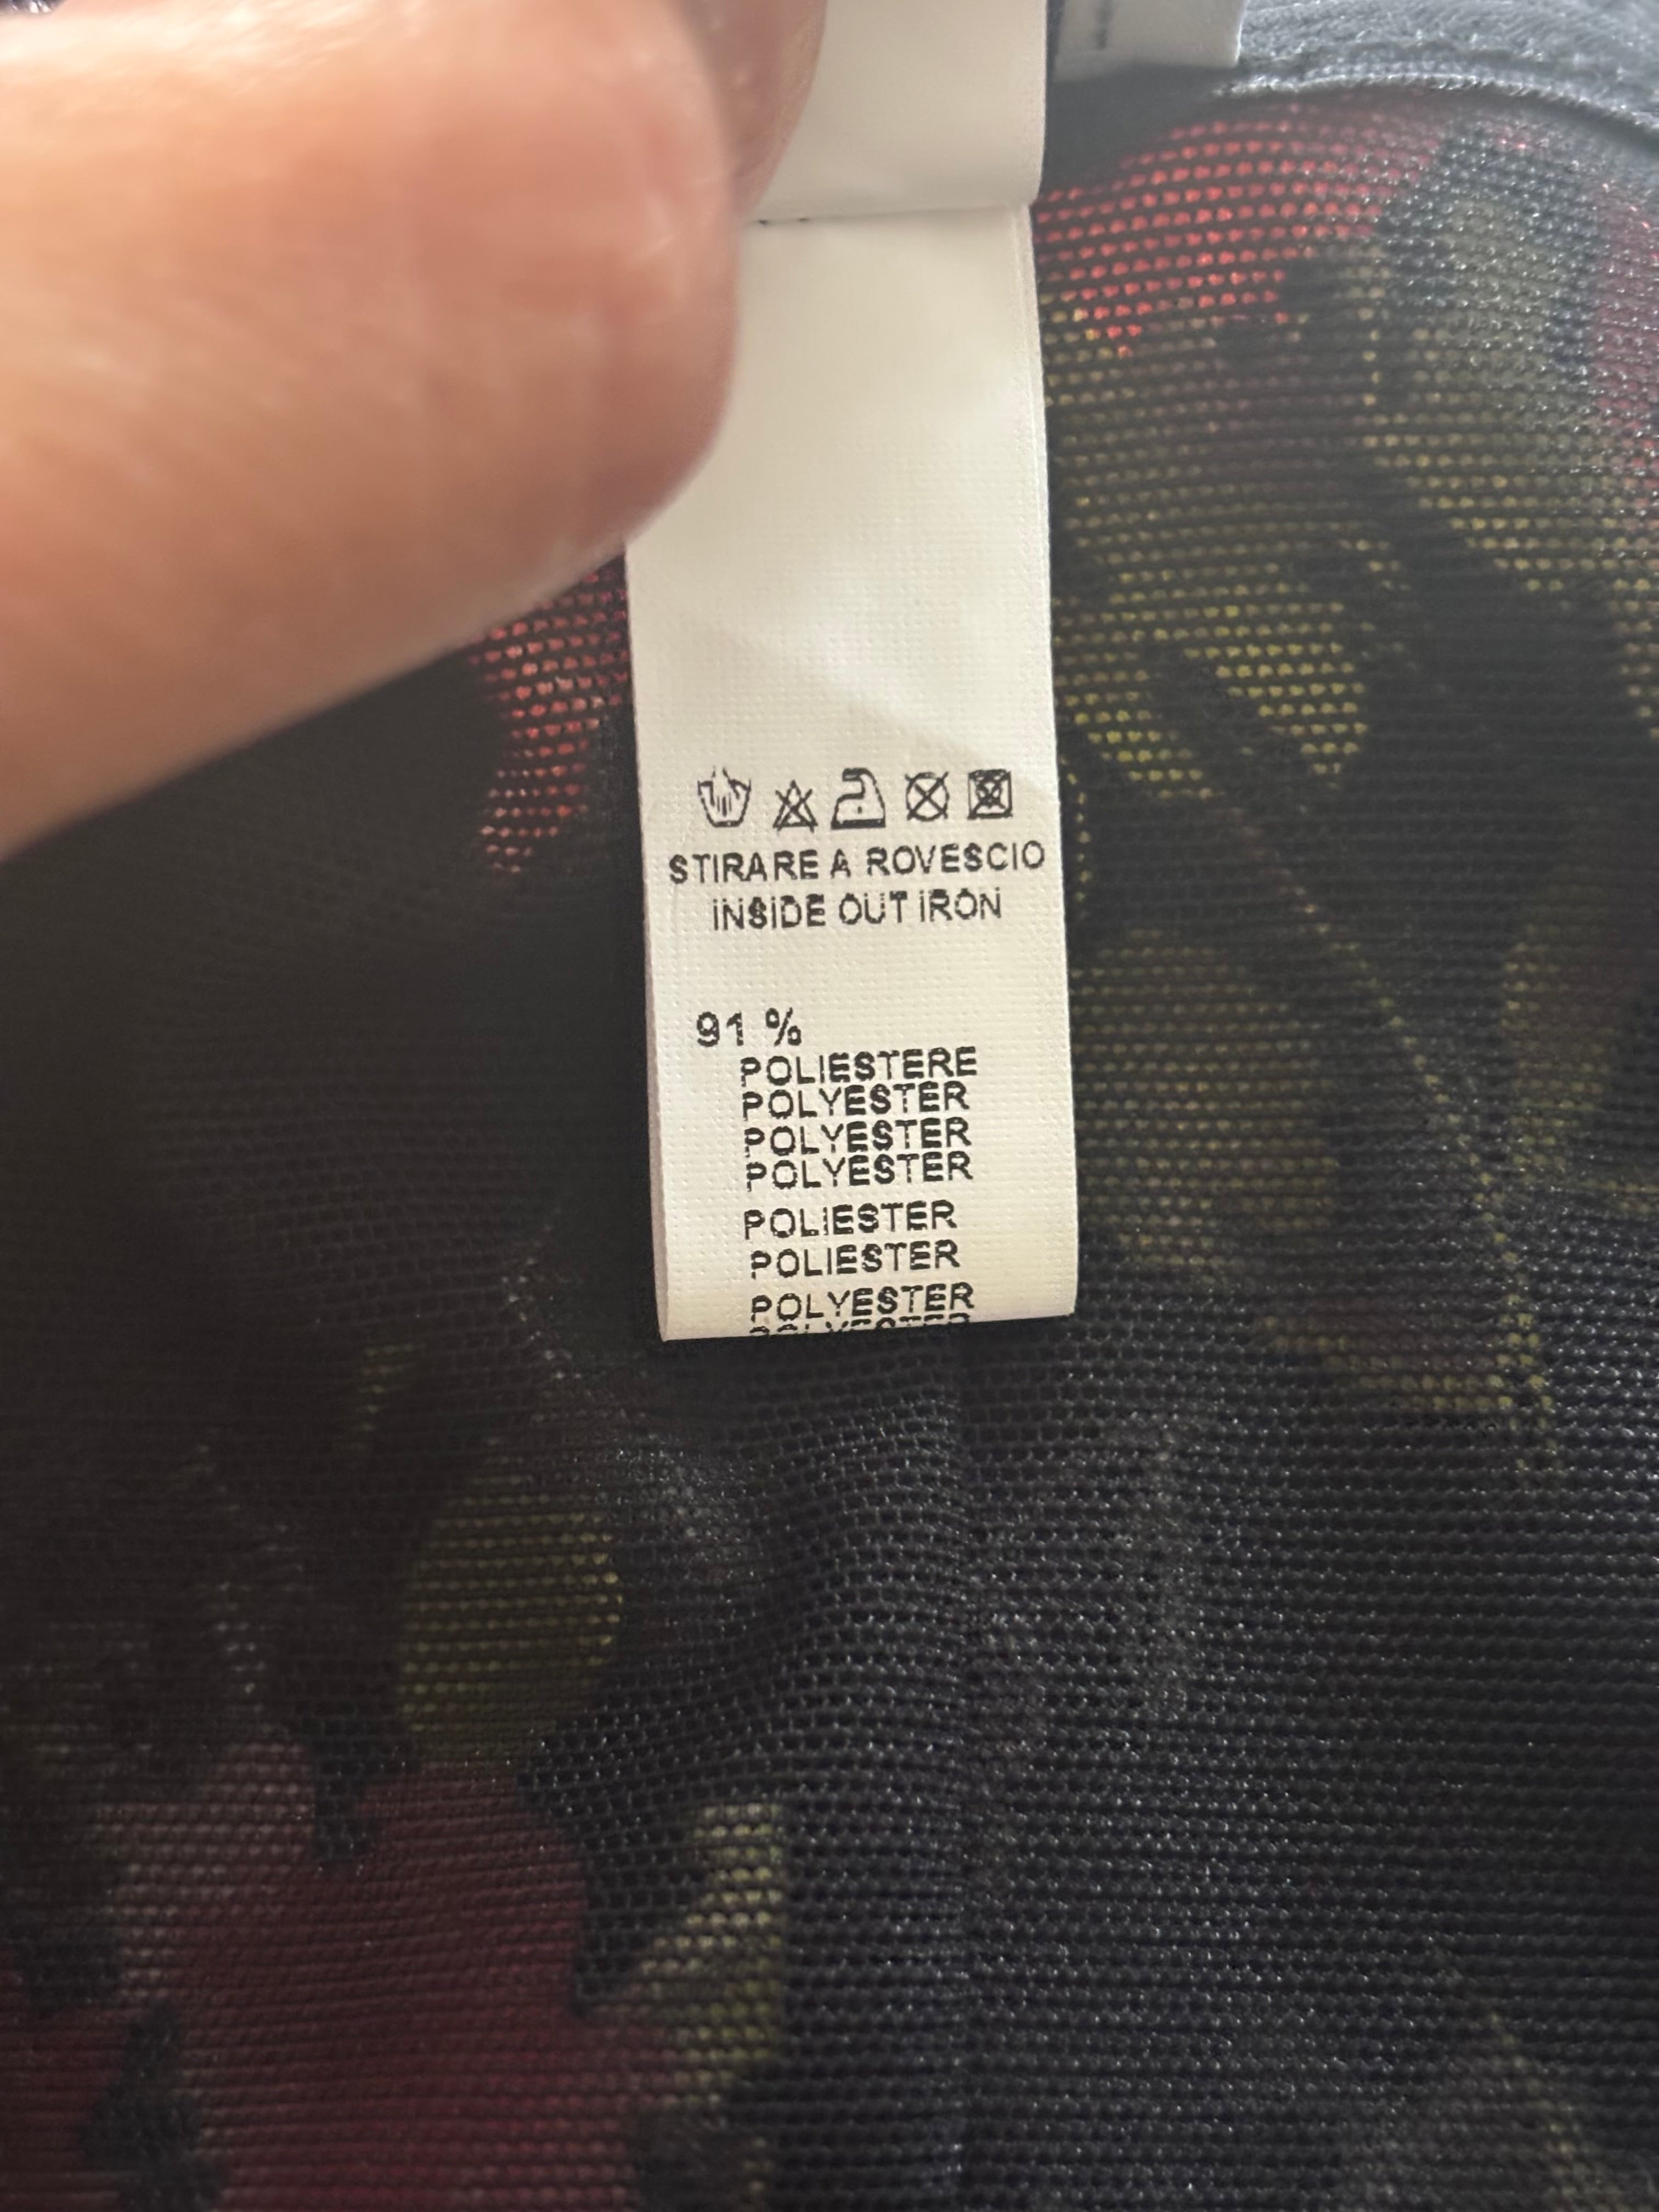 STIRARE A ROVESCIO
INSIDE OUT IRON
91 %
POLIESTERE
POLYESTER
POLYESTER
POLYESTER
POLIESTER
POLIESTER
POLYESTER